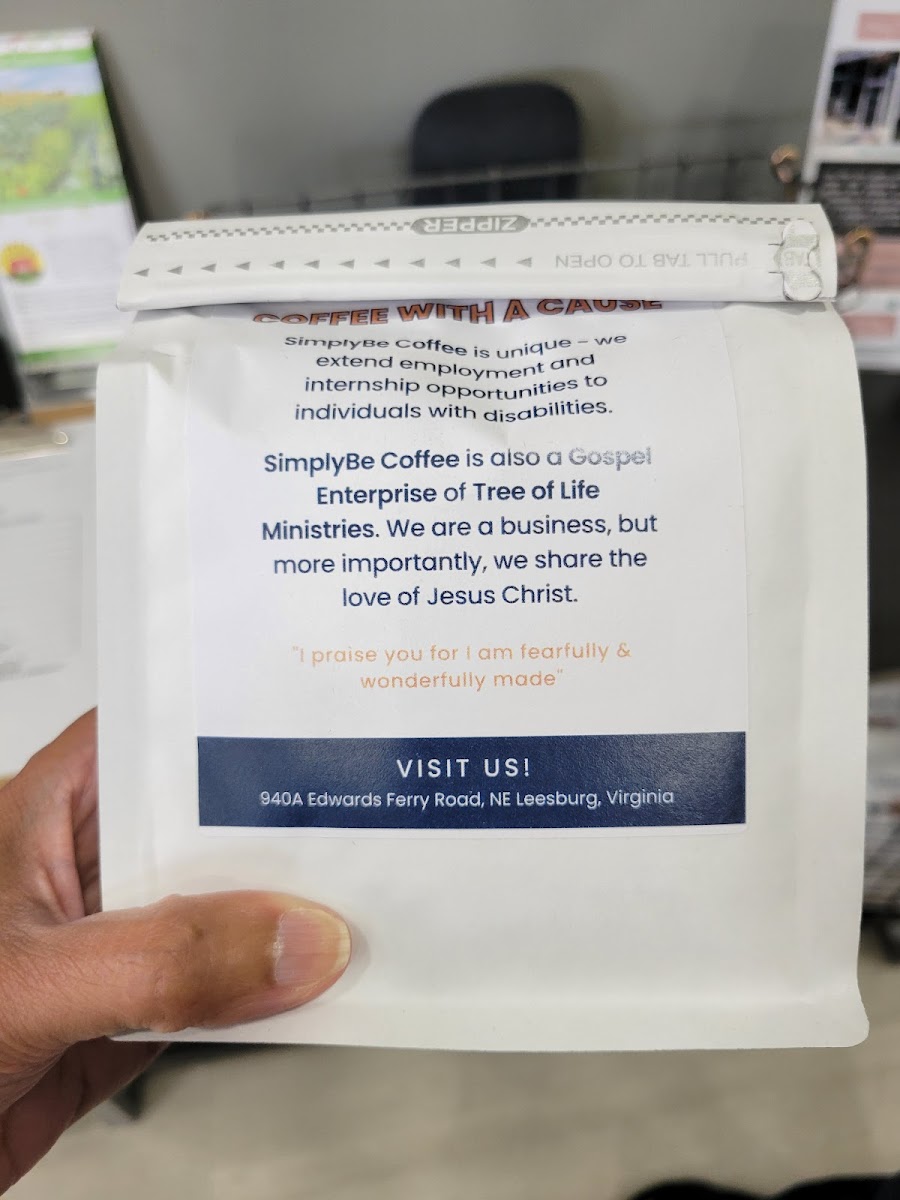 ZIPPER
PULL TAB TO OPEN
TAB
COFFEE WITH A CAUSE
SimplyBe Coffee is unique – we
extend employment and
internship opportunities to
individuals with disabilities.
SimplyBe Coffee is also a Gospel
Enterprise of Tree of Life
Ministries. We are a business, but
more importantly, we share the
love of Jesus Christ.
"I praise you for I am fearfully &
wonderfully made"
VISIT US!
940A Edwards Ferry Road, NE Leesburg, Virginia